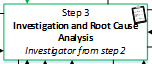 Step 3
Investigation and Root Cause
Analysis
Investigator from step 2